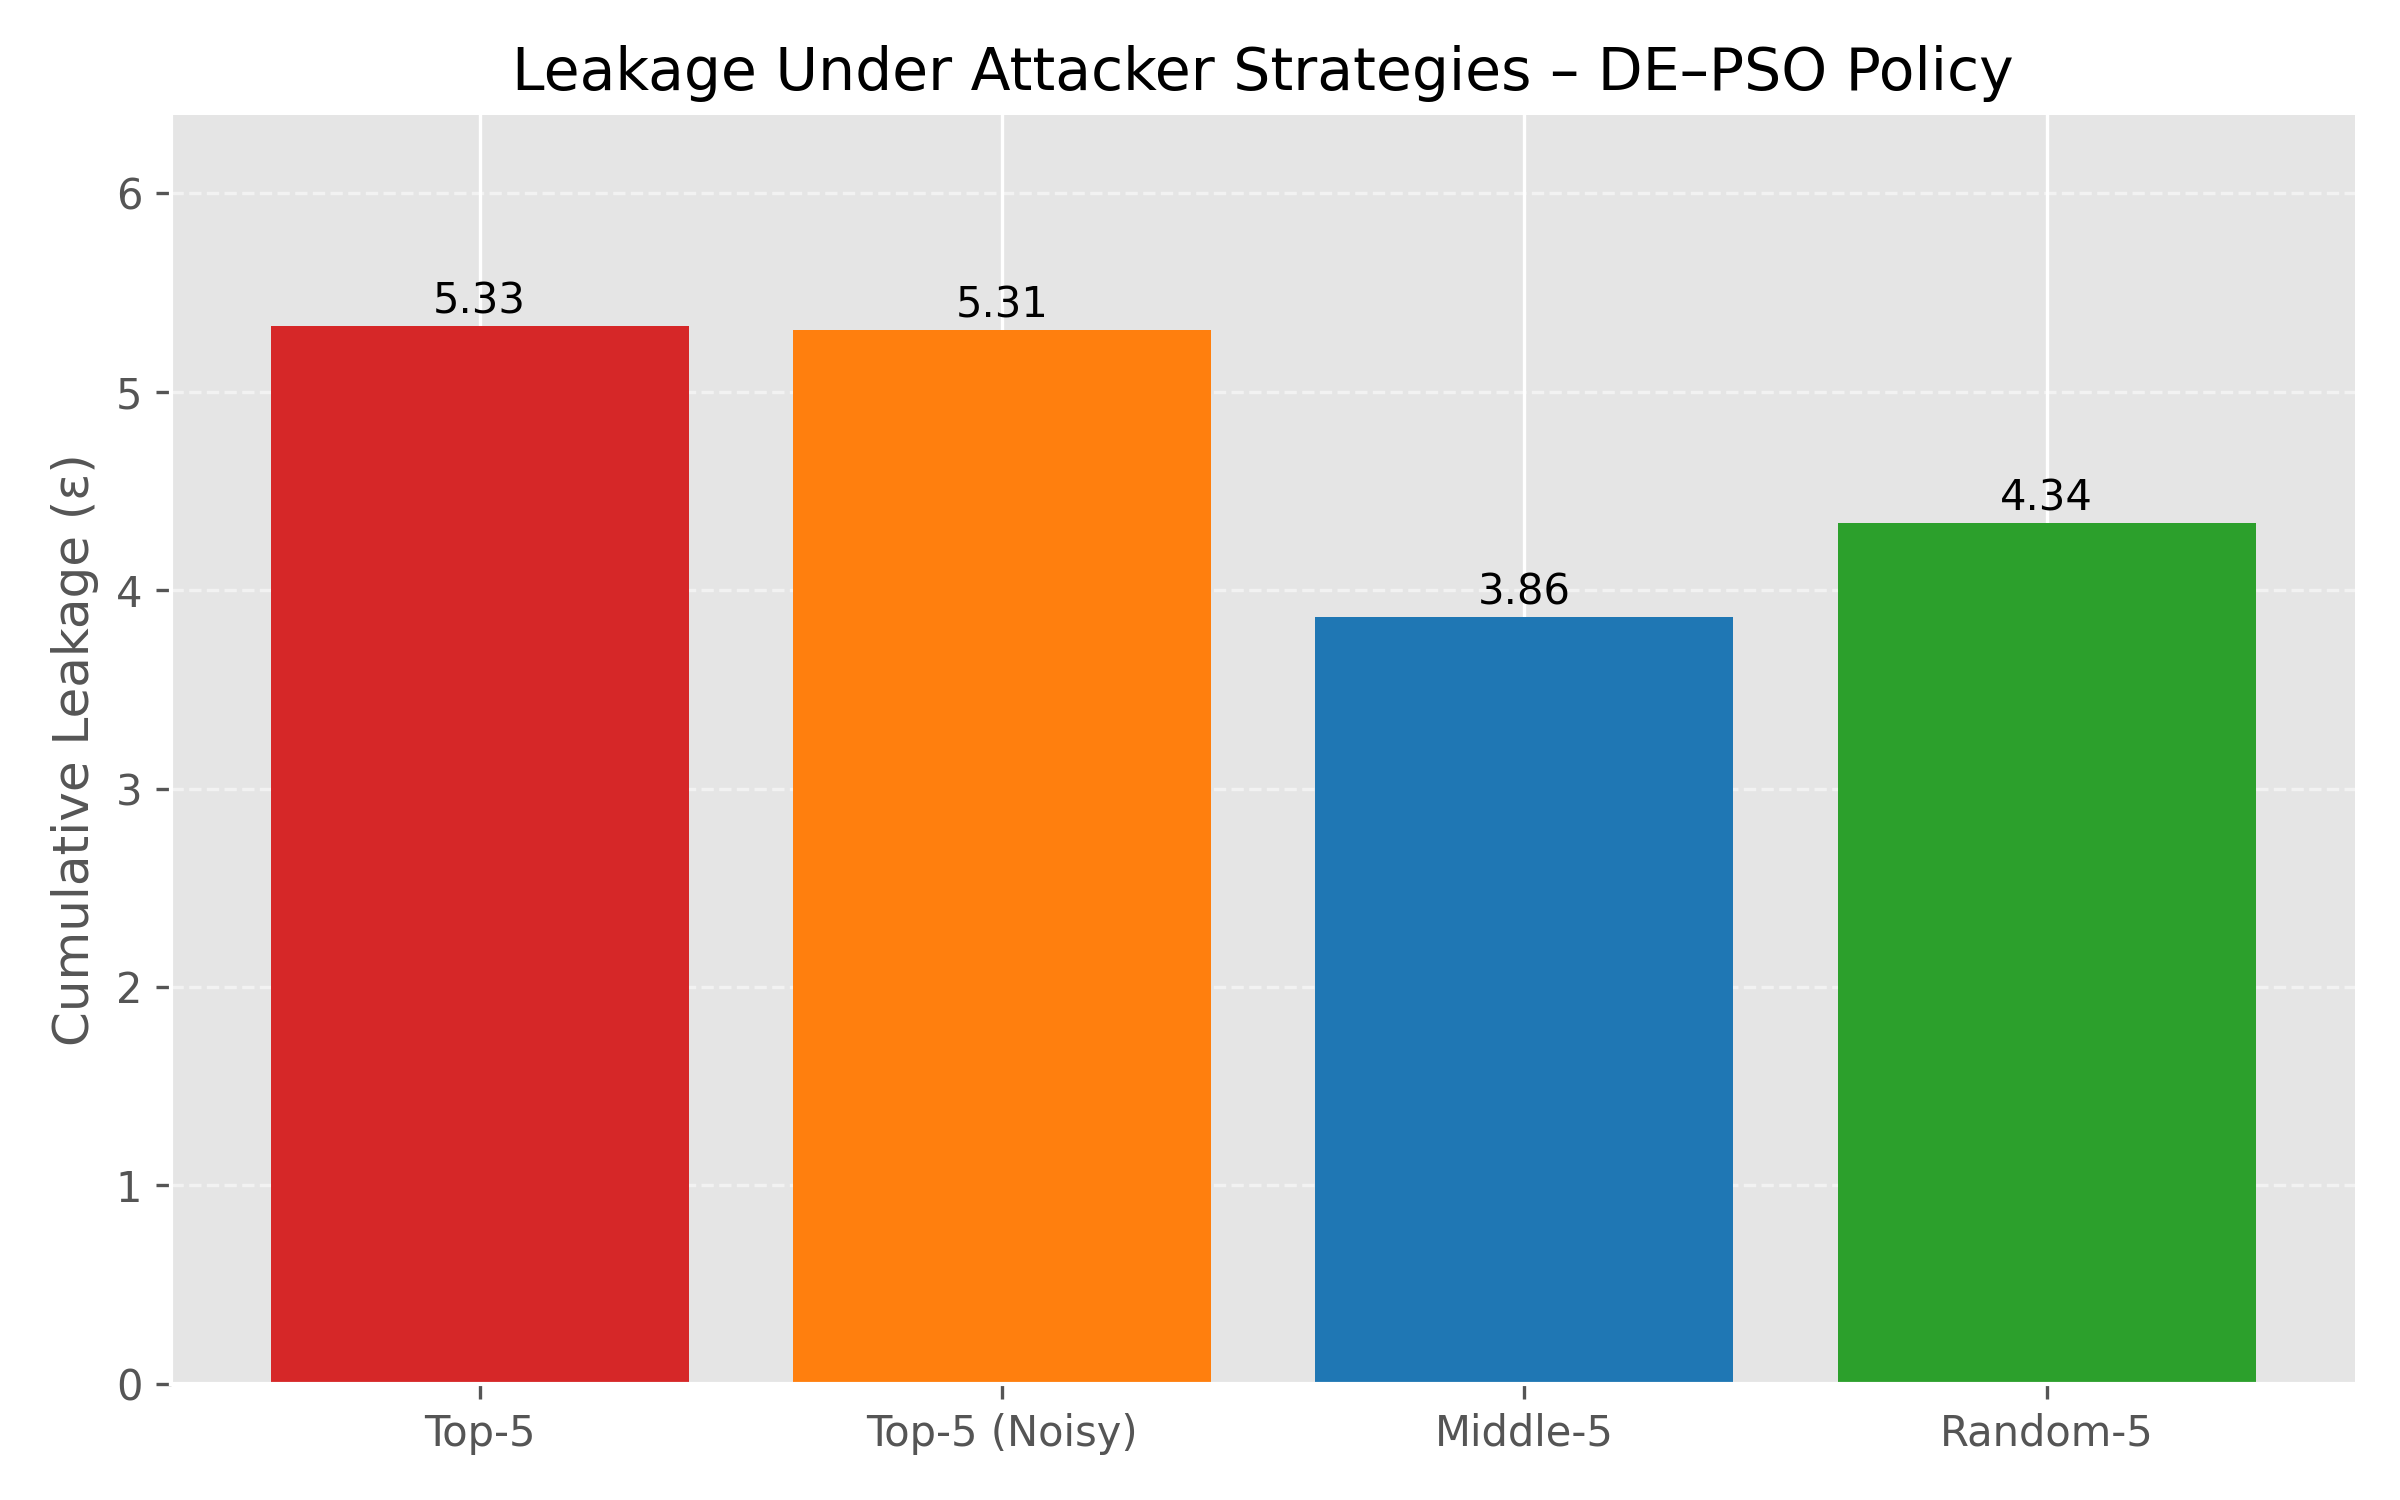 Leakage Under Attacker Strategies – DE–PSO Policy
Cumulative Leakage (ε)
6
5
4
3
2
1
0
5.33
5.31
3.86
4.34
Top-5
Top-5 (Noisy)
Middle-5
Random-5